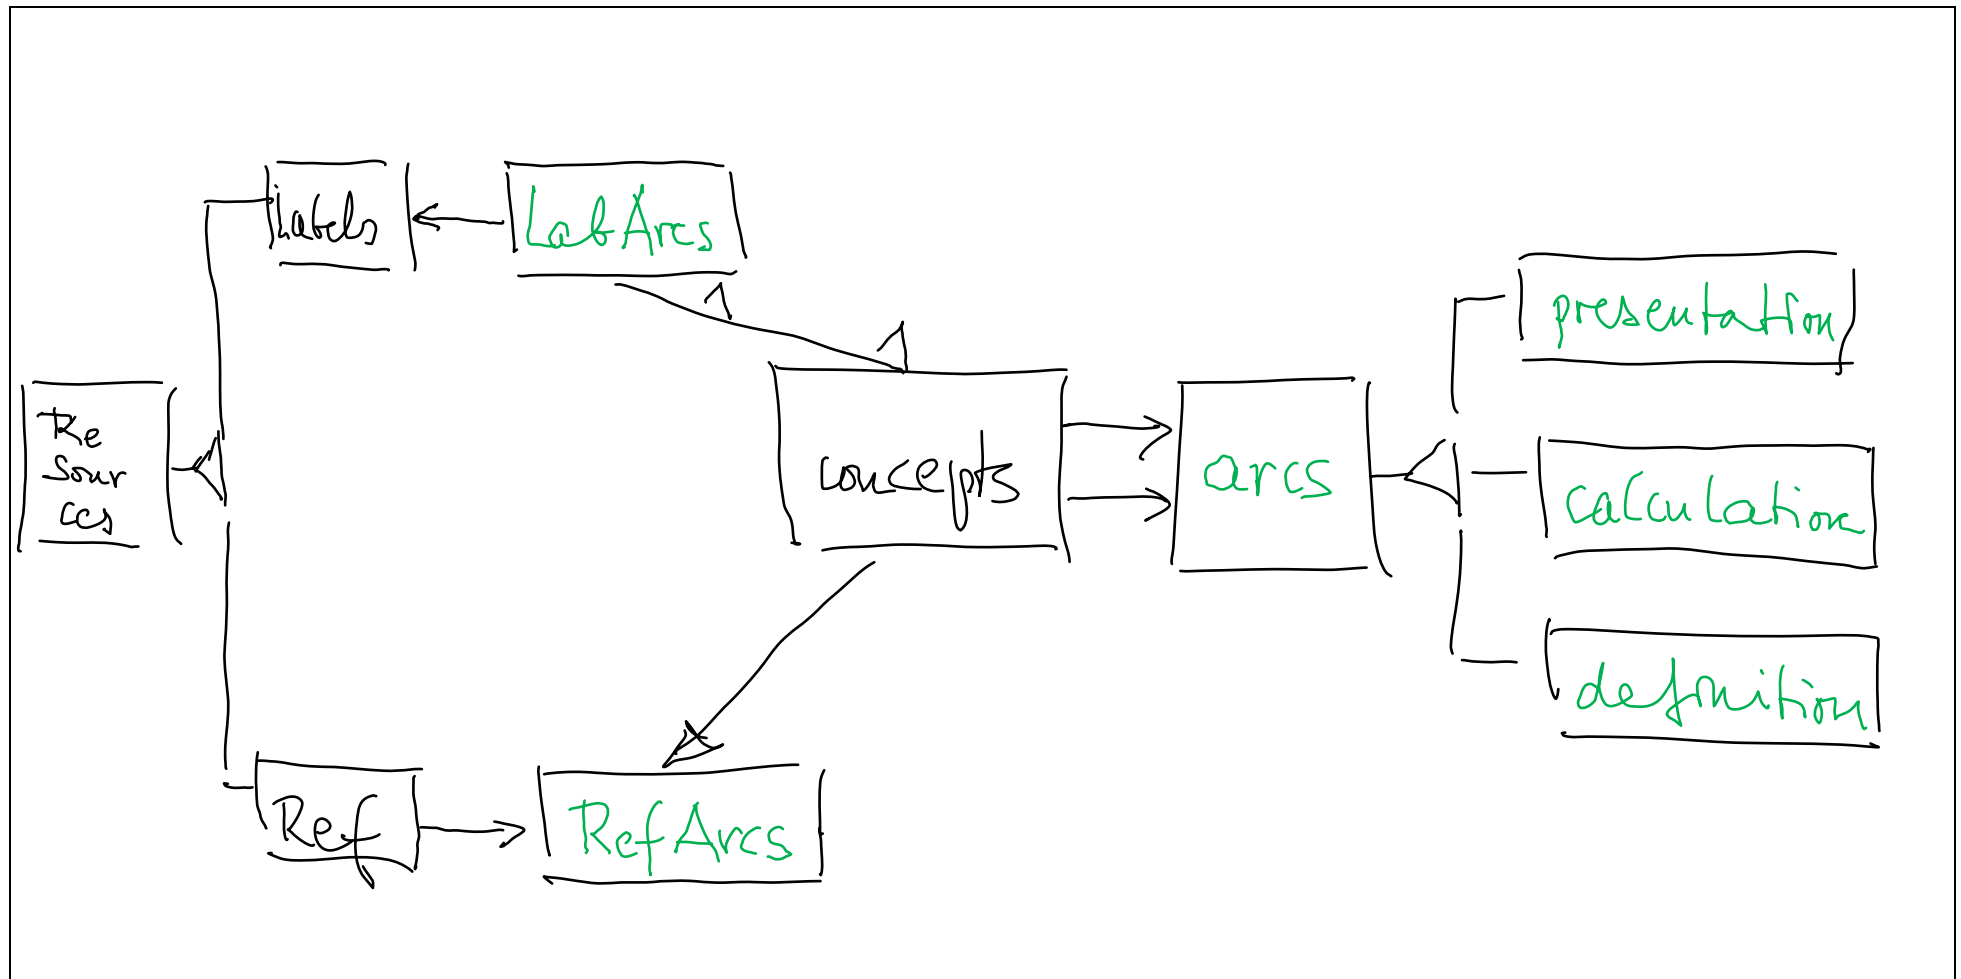 Labels
LabArcs
presentation
Re
sour
ces
concepts
arcs
calculation
definition
Ref
RefArcs